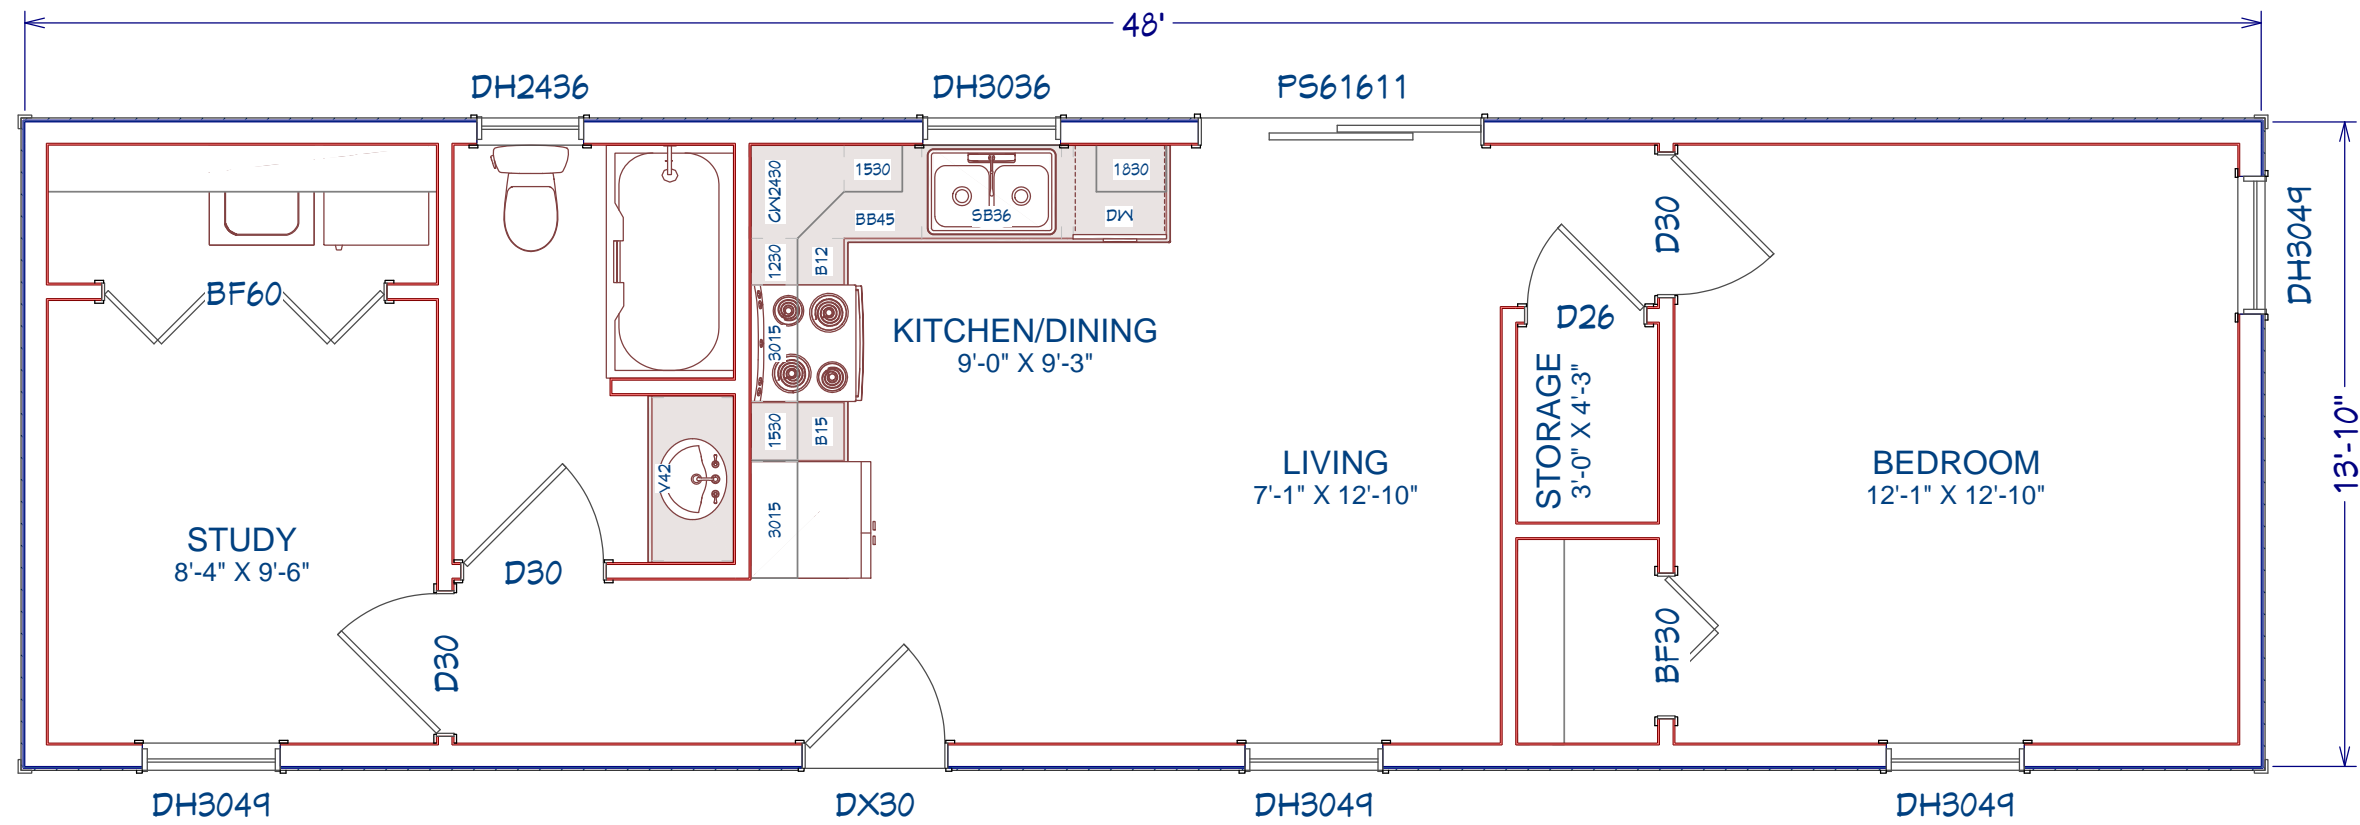 48'
DH2436
DH3036
PS61611
CW2430
1530
BB45
SB36
1830
DW
D30
DH3049
BF60
1230
B12
3015
KITCHEN/DINING
9'-0" X 9'-3"
D26
STORAGE
3'-0" X 4'-3"
1530
B15
V42
3015
LIVING
7'-1" X 12'-10"
BEDROOM
12'-1" X 12'-10"
13'-10"
STUDY
8'-4" X 9'-6"
D30
D30
BF30
DH3049
DX30
DH3049
DH3049